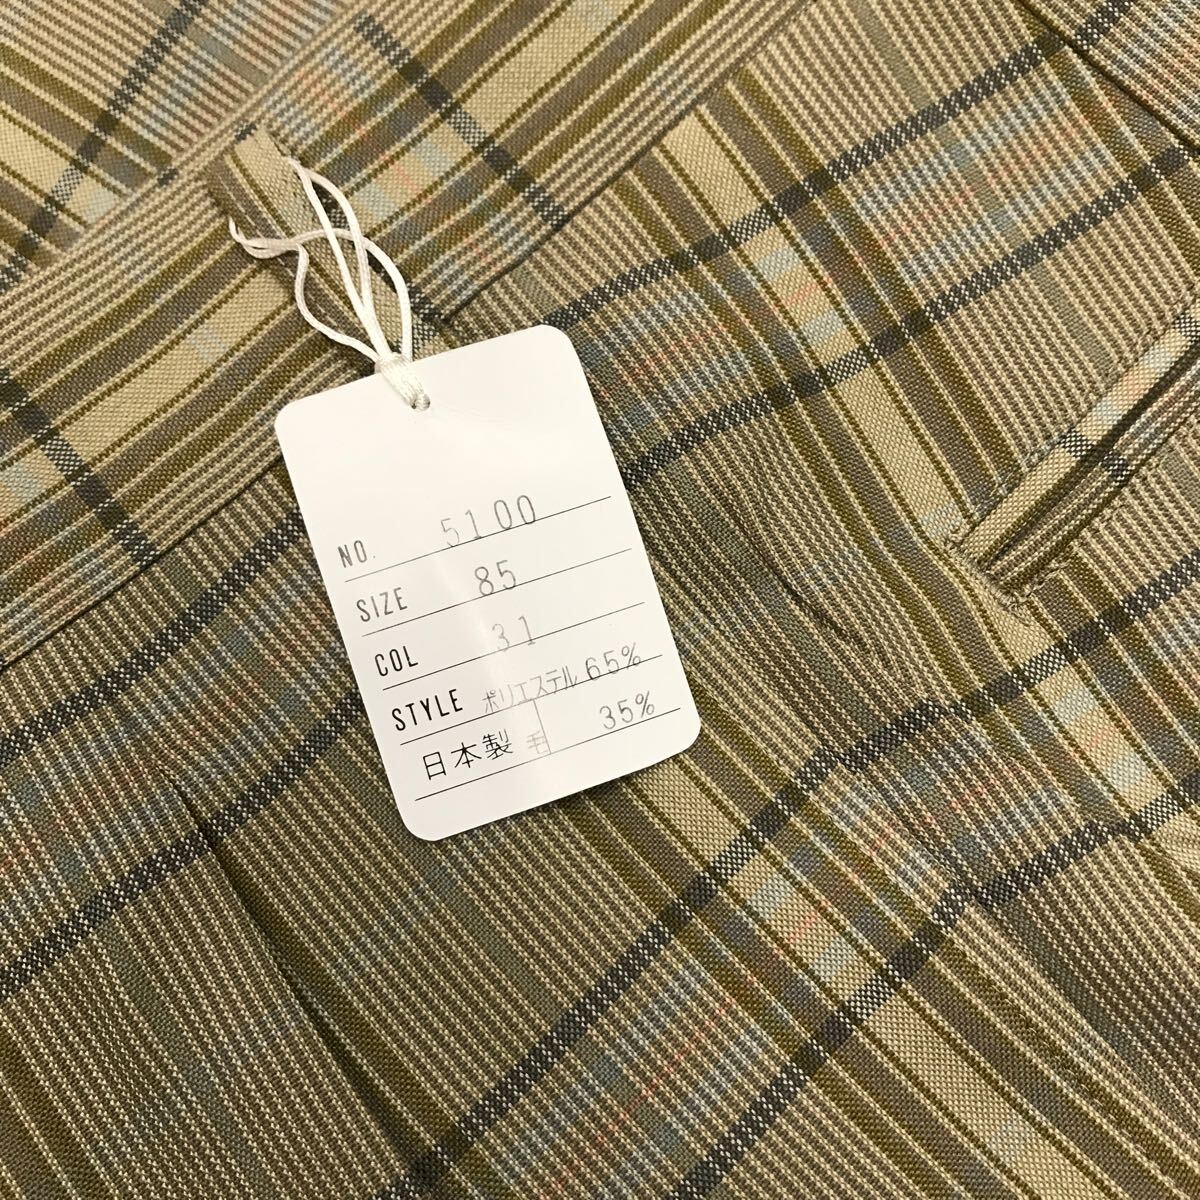 NO. 5100
SIZE 85
COL 31
STYLE ポリエステル 65%
日本製 毛 35%